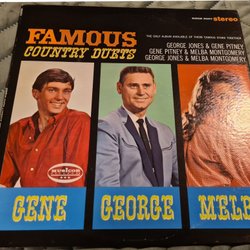 stereo
FAMOUS
COUNTRY DUETS
THE ONLY ALBUM AVAILABLE OF THESE FAMOUS STARS TOGETHER
GEORGE JONES & GENE PITNEY
GENE PITNEY & MELBA MONTGOMERY
GEORGE JONES & MELBA MONTGOMERY
musicor
GENE
GEORGE
MELB